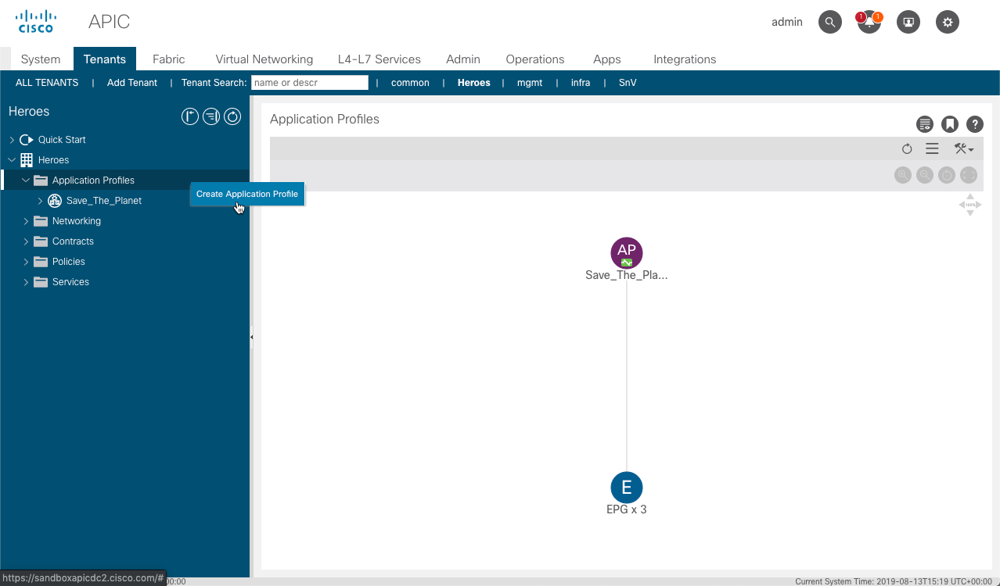 CISCO
APIC
admin
1
1
System Tenants Fabric Virtual Networking L4-L7 Services Admin Operations Apps Integrations
ALL TENANTS | Add Tenant | Tenant Search: name or descr | common | Heroes | mgmt | infra | SnV
Heroes
Quick Start
Heroes
Application Profiles
Create Application Profile
Save_The_Planet
Networking
Contracts
Policies
Services
Application Profiles
?
100%
AP
Save_The_Pla...
E
EPG x 3
https://sandboxapicdc2.cisco.com/#
00:00
Current System Time: 2019-08-13T15:19 UTC+00:00